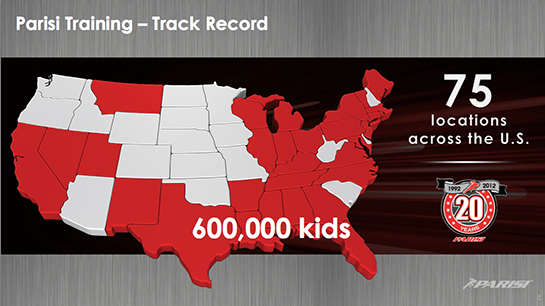 Parisi Training – Track Record
75
locations
across the U.S.
1992 2012
20
YEARS
PARISI
600,000 kids
PARISI